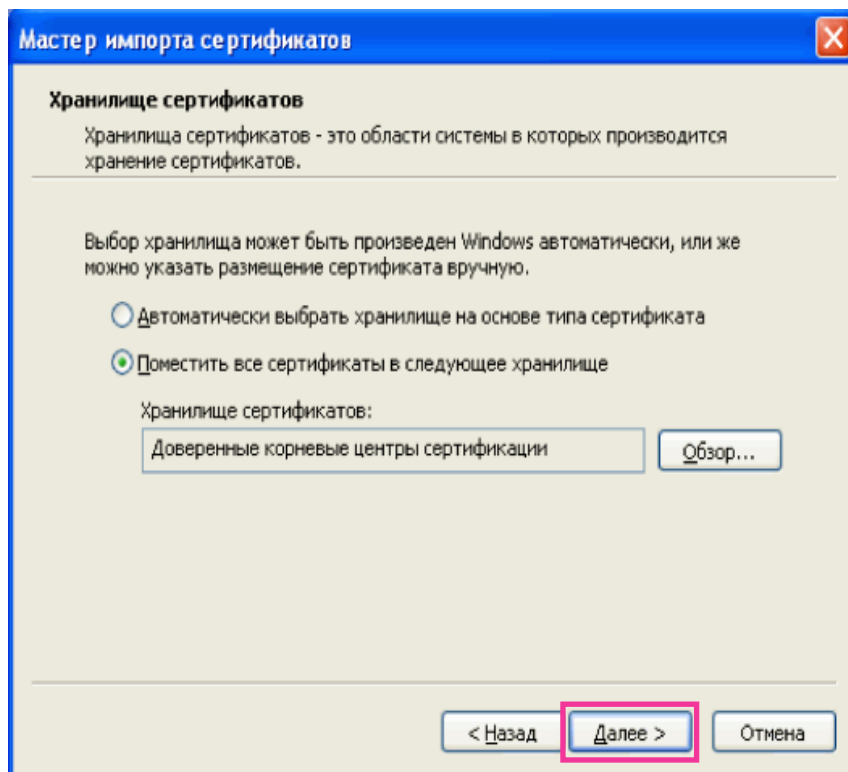 Мастер импорта сертификатов
Хранилище сертификатов
Хранилища сертификатов - это области системы в которых производится
хранение сертификатов.
Выбор хранилища может быть произведен Windows автоматически, или же
можно указать размещение сертификата вручную.
Автоматически выбрать хранилище на основе типа сертификата
Поместить все сертификаты в следующее хранилище
Хранилище сертификатов:
Доверенные корневые центры сертификации
Обзор...
< Назад
Далее >
Отмена